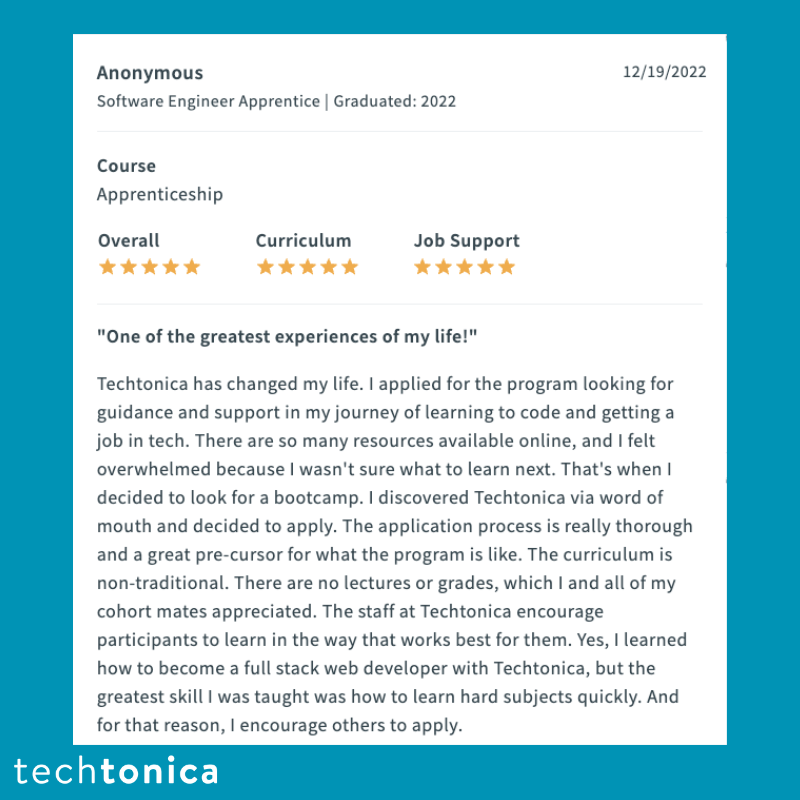 Anonymous
12/19/2022
Software Engineer Apprentice | Graduated: 2022
Course
Apprenticeship
Overall
Curriculum
Job Support
"One of the greatest experiences of my life!"
Techtonica has changed my life. I applied for the program looking for
guidance and support in my journey of learning to code and getting a
job in tech. There are so many resources available online, and I felt
overwhelmed because I wasn't sure what to learn next. That's when I
decided to look for a bootcamp. I discovered Techtonica via word of
mouth and decided to apply. The application process is really thorough
and a great pre-cursor for what the program is like. The curriculum is
non-traditional. There are no lectures or grades, which I and all of my
cohort mates appreciated. The staff at Techtonica encourage
participants to learn in the way that works best for them. Yes, I learned
how to become a full stack web developer with Techtonica, but the
greatest skill I was taught was how to learn hard subjects quickly. And
for that reason, I encourage others to apply.
techtonica